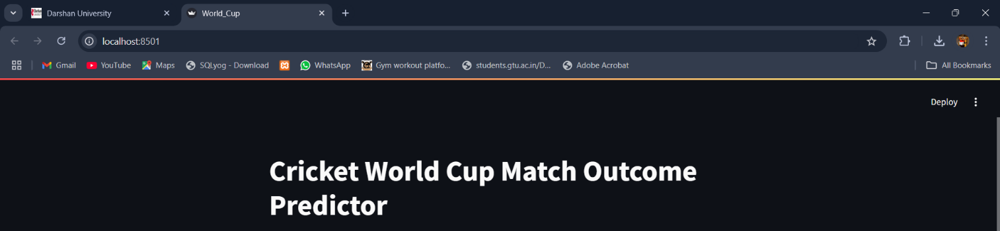 Darshan University
World_Cup
localhost:8501
Gmail
YouTube
Maps
SQLyog - Download
WhatsApp
Gym workout platfo...
students.gtu.ac.in/D...
Adobe Acrobat
All Bookmarks
Deploy
Cricket World Cup Match Outcome
Predictor